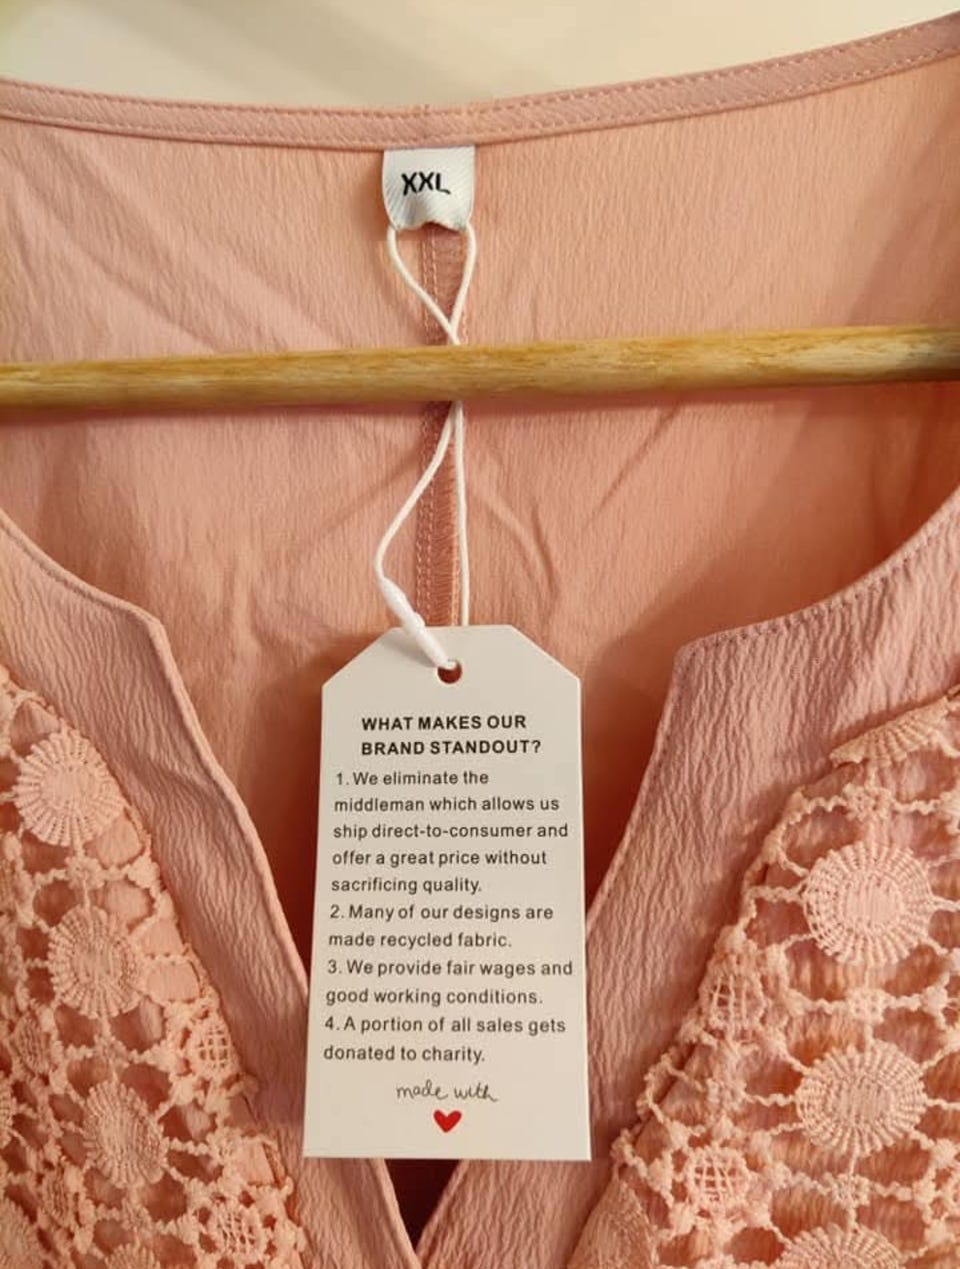 XXL
WHAT MAKES OUR
BRAND STANDOUT?
1. We eliminate the
middleman which allows us
ship direct-to-consumer and
offer a great price without
sacrificing quality.
2. Many of our designs are
made recycled fabric.
3. We provide fair wages and
good working conditions.
4. A portion of all sales gets
donated to charity.
made with